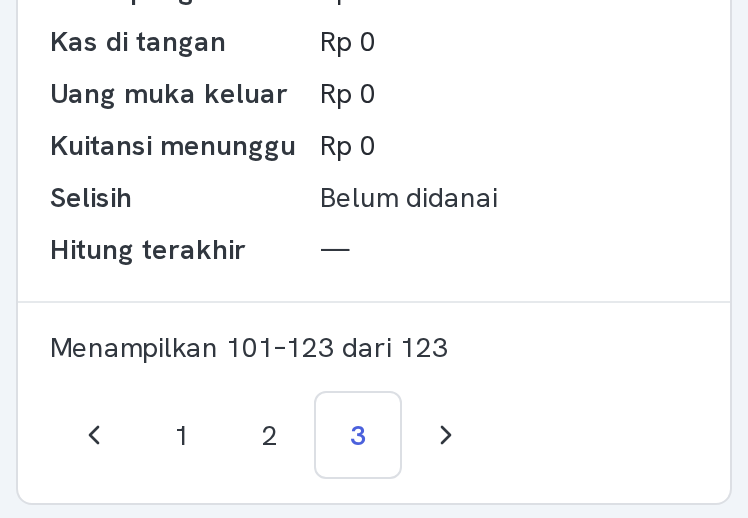 Kas di tangan Rp 0
Uang muka keluar Rp 0
Kuitansi menunggu Rp 0
Selisih Belum didanai
Hitung terakhir —
Menampilkan 101–123 dari 123
1 2 3